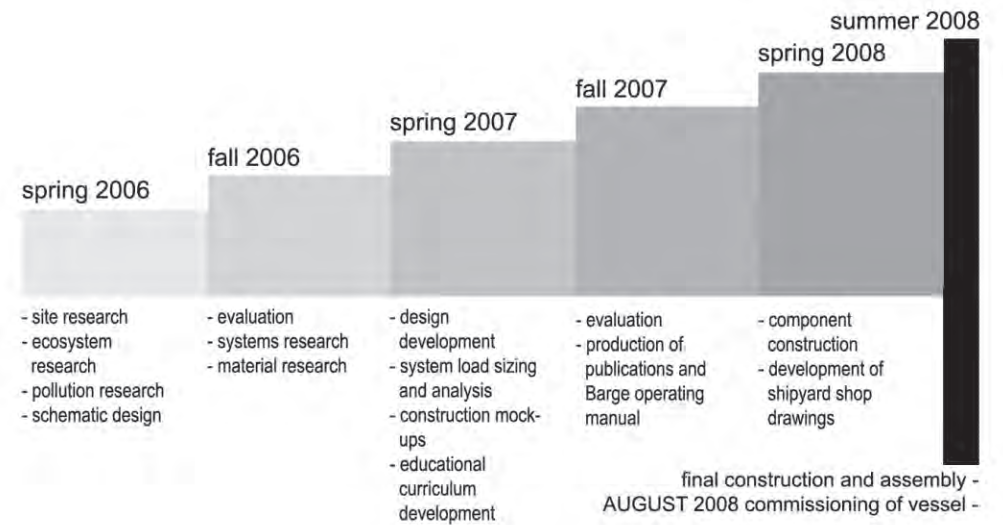 spring 2006
- site research
- ecosystem
research
- pollution research
- schematic design
fall 2006
- evaluation
- systems research
- material research
spring 2007
- design
development
- system load sizing
and analysis
- construction mock-
ups
- educational
curriculum
development
fall 2007
- evaluation
- production of
publications and
Barge operating
manual
spring 2008
- component
construction
- development of
shipyard shop
drawings
summer 2008
final construction and assembly -
AUGUST 2008 commissioning of vessel -